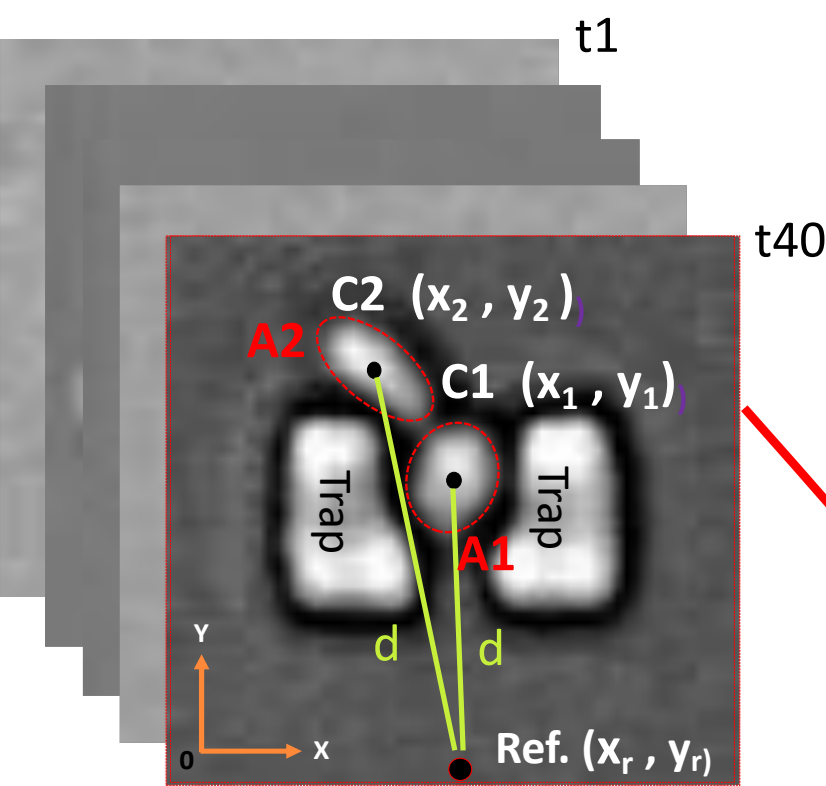 t1
t40
C2 (x₂ , y₂ ))
A2
C1 (x₁ , y₁))
Trap
Trap
A1
d
d
Y
X
0
Ref. (xᵣ , yᵣ)